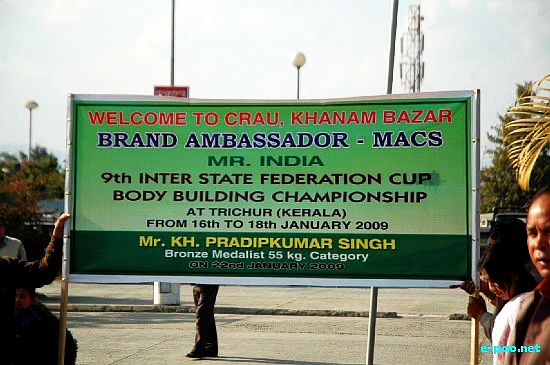 WELCOME TO CRAU, KHANAM BAZAR
BRAND AMBASSADOR - MACS
MR. INDIA
9th INTER STATE FEDERATION CUP
BODY BUILDING CHAMPIONSHIP
AT TRICHUR (KERALA)
FROM 16th TO 18th JANUARY 2009
Mr. KH. PRADIPKUMAR SINGH
Bronze Medalist 55 kg. Category
ON 22nd JANUARY 2009
e-pao.net